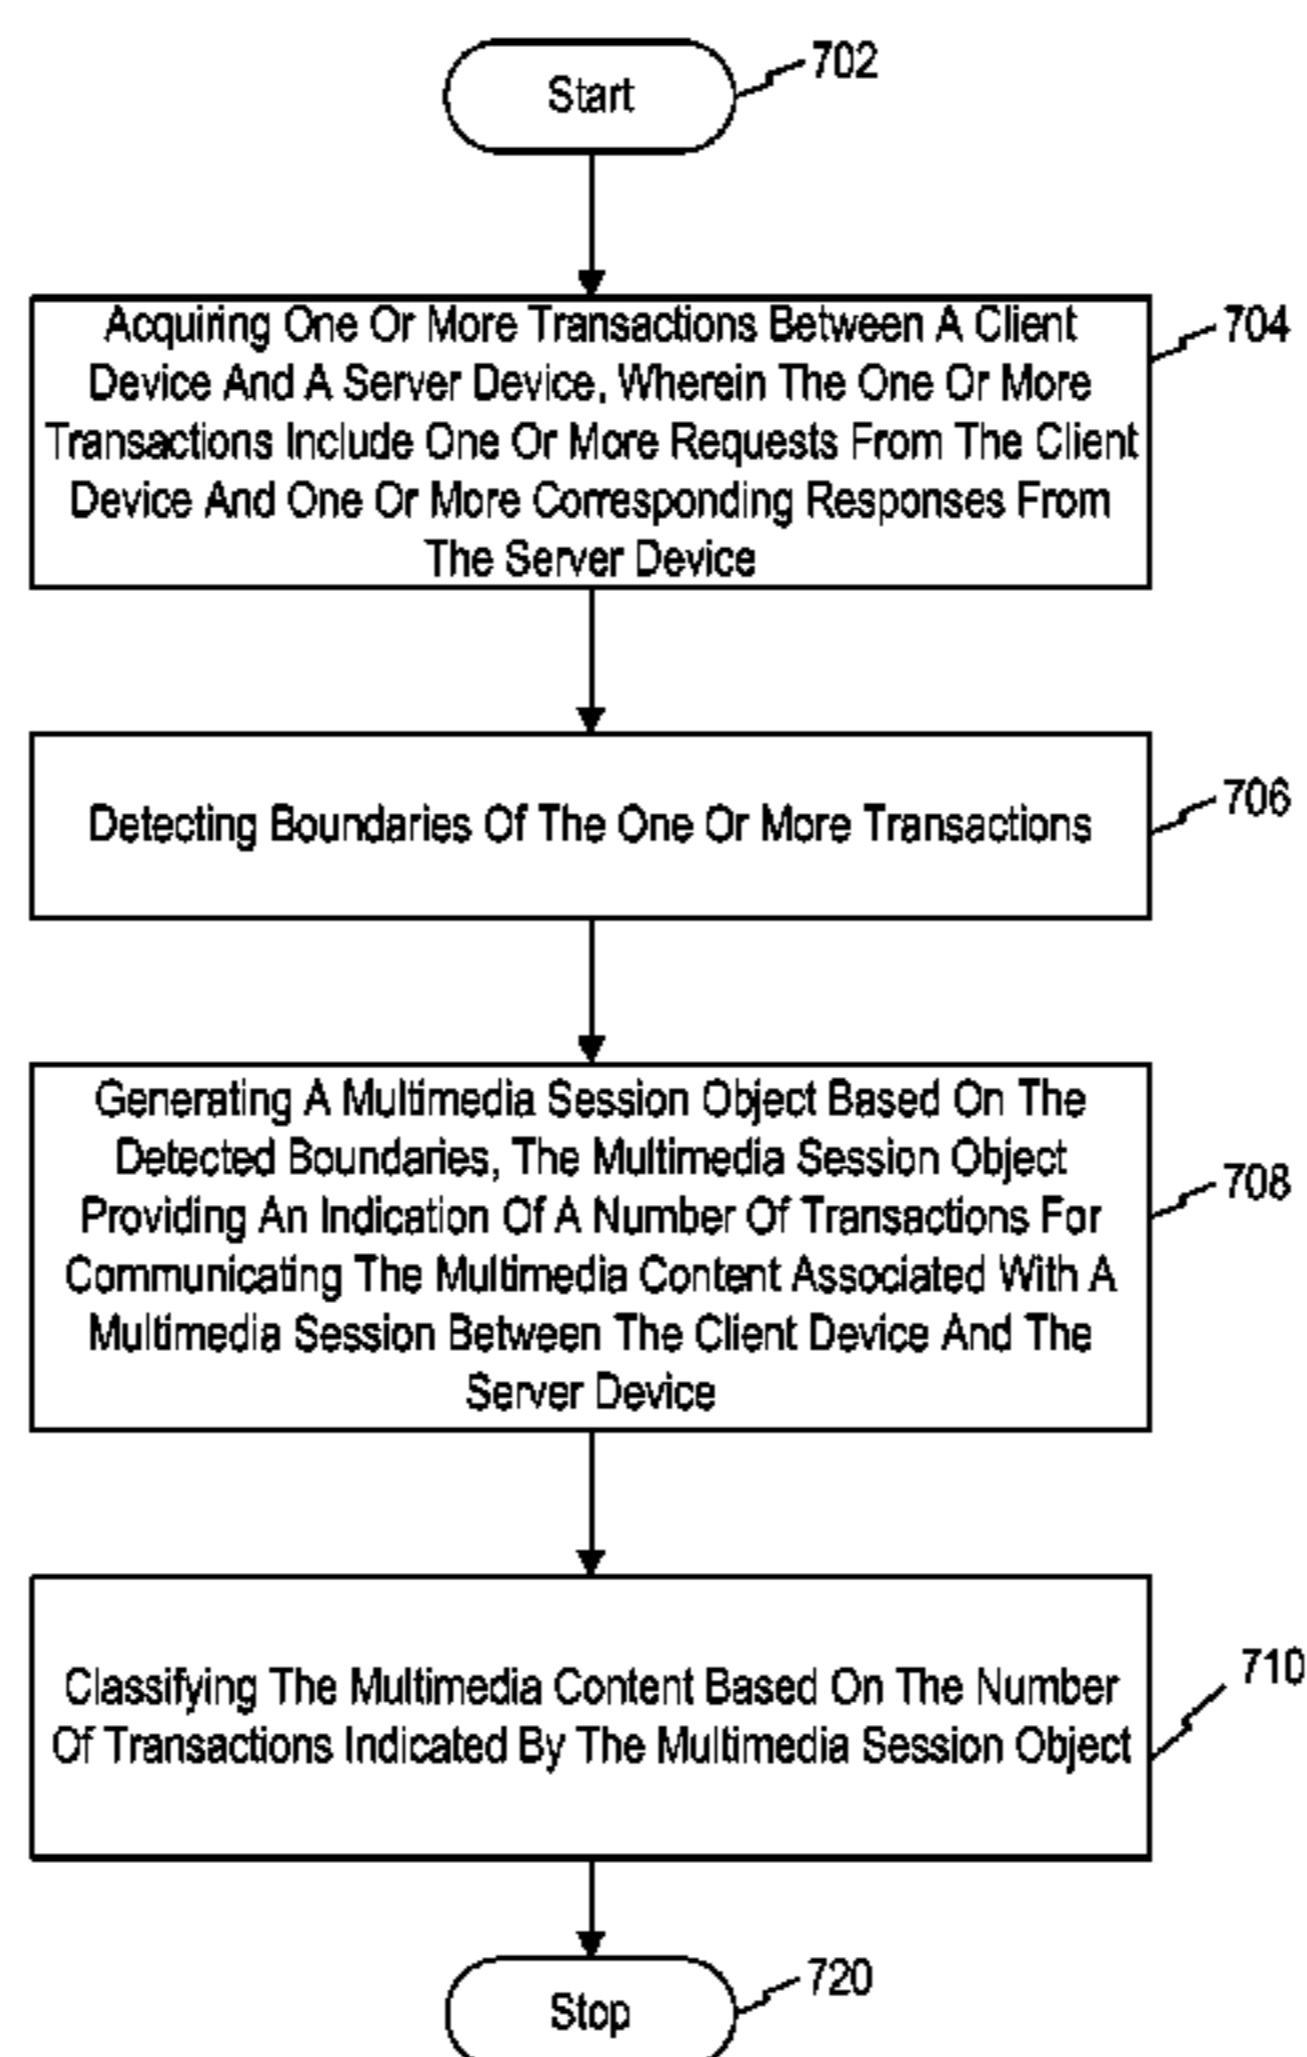 Start
702
Acquiring One Or More Transactions Between A Client
Device And A Server Device, Wherein The One Or More
Transactions Include One Or More Requests From The Client
Device And One Or More Corresponding Responses From
The Server Device
704
Detecting Boundaries Of The One Or More Transactions
706
Generating A Multimedia Session Object Based On The
Detected Boundaries, The Multimedia Session Object
Providing An Indication Of A Number Of Transactions For
Communicating The Multimedia Content Associated With A
Multimedia Session Between The Client Device And The
Server Device
708
Classifying The Multimedia Content Based On The Number
Of Transactions Indicated By The Multimedia Session Object
710
Stop
720